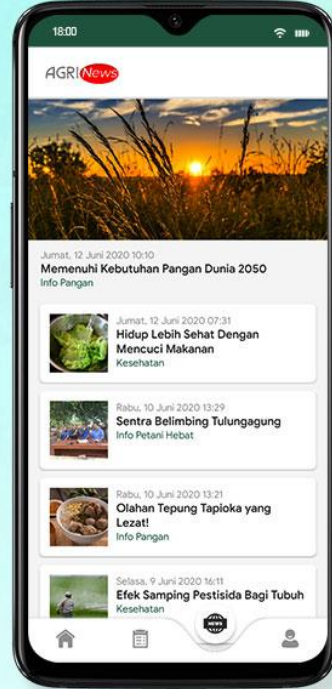 18:00
AGRI News
Jumat, 12 Juni 2020 10:10
Memenuhi Kebutuhan Pangan Dunia 2050
Info Pangan
Jumat, 12 Juni 2020 07:31
Hidup Lebih Sehat Dengan
Mencuci Makanan
Kesehatan
Rabu, 10 Juni 2020 13:29
Sentra Belimbing Tulungagung
Info Petani Hebat
Rabu, 10 Juni 2020 13:21
Olahan Tepung Tapioka yang
Lezat!
Info Pangan
Selasa, 9 Juni 2020 16:11
Efek Samping Pestisida Bagi Tubuh
Kesehatan
NEWS